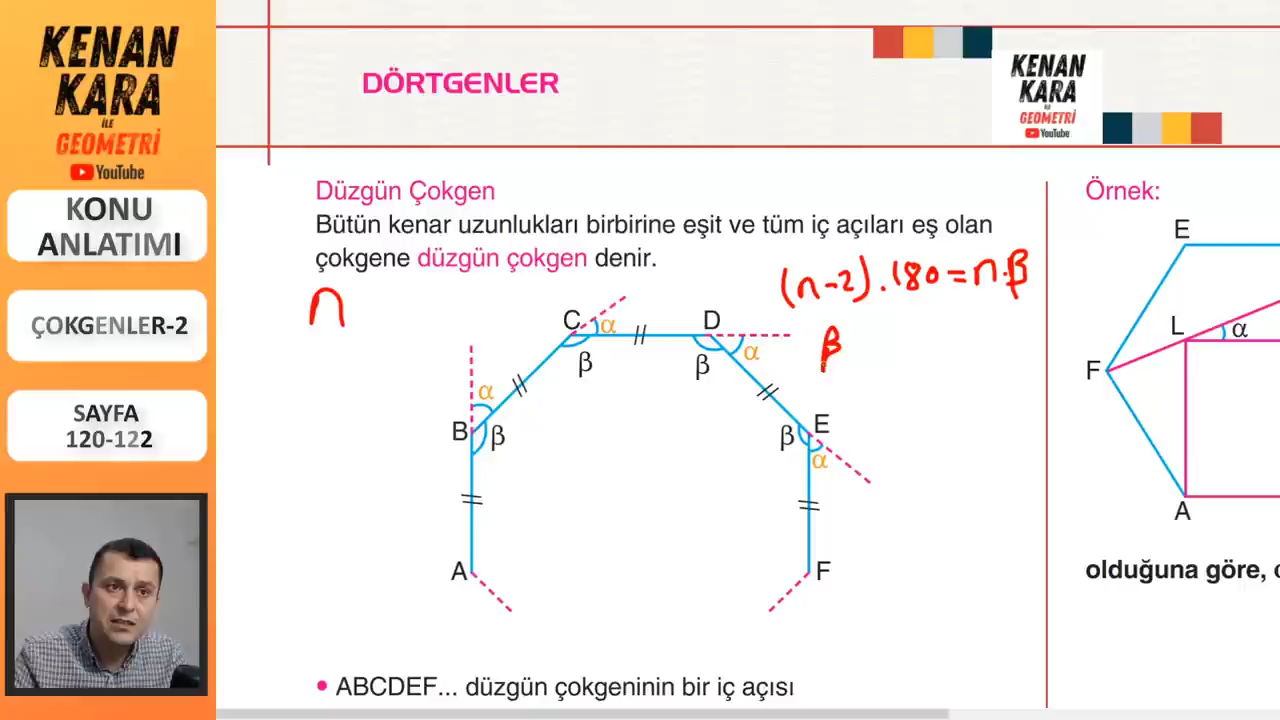 KENAN
KARA
İLE
GEOMETRİ
YouTube
KONU
ANLATIMI
ÇOKGENLER-2
SAYFA
120-122
DÖRTGENLER
KENAN
KARA
İLE
GEOMETRİ
YouTube
Düzgün Çokgen
Bütün kenar uzunlukları birbirine eşit ve tüm iç açıları eş olan
çokgene düzgün çokgen denir.
n
(n-2).180=n.β
β
C α D
β β α
α
B β β E
α
A F
• ABCDEF... düzgün çokgeninin bir iç açısı
Örnek:
E
L α
F
A
olduğuna göre,